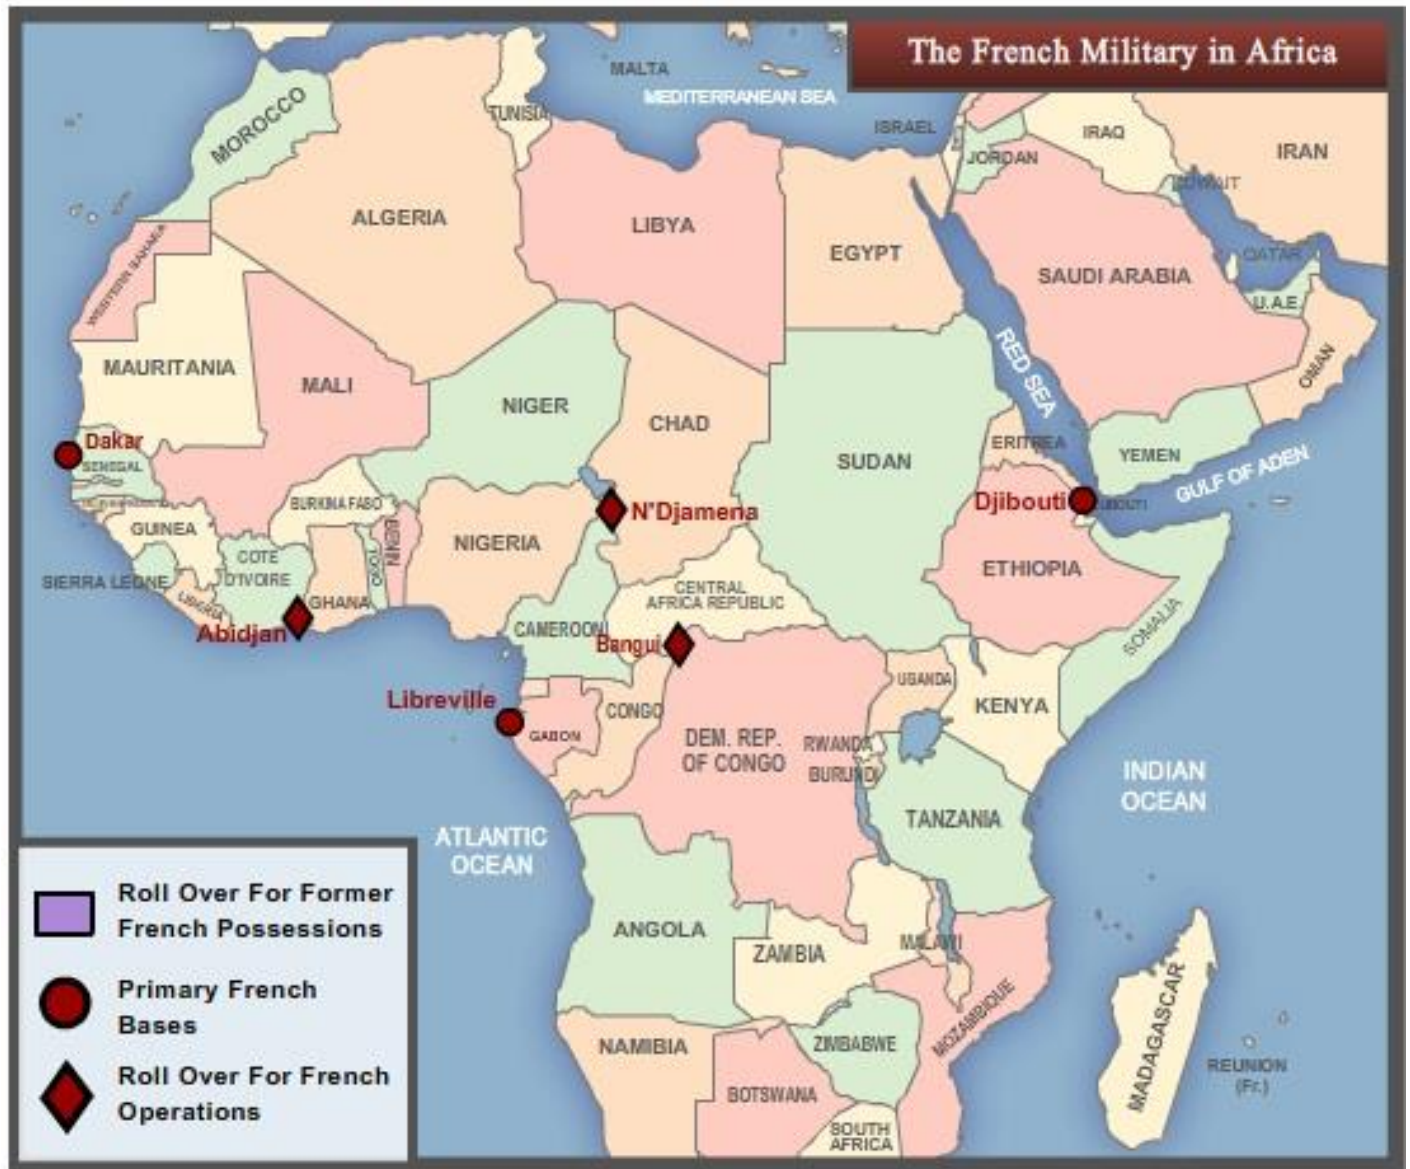 The French Military in Africa
MALTA
MEDITERRANEAN SEA
TUNISIA
MOROCCO
ISRAEL
JORDAN
IRAQ
IRAN
KUWAIT
ALGERIA
LIBYA
EGYPT
SAUDI ARABIA
QATAR
U.A.E.
OMAN
WESTERN SAHARA
MAURITANIA
MALI
NIGER
CHAD
SUDAN
RED SEA
ERITREA
YEMEN
GULF OF ADEN
Dakar
SENEGAL
BURKINA FASO
GUINEA
NIGERIA
N'Djamena
Djibouti
DJIBOUTI
BENIN
TOGO
COTE
D'IVOIRE
SIERRA LEONE
LIBERIA
GHANA
Abidjan
CENTRAL
AFRICA REPUBLIC
ETHIOPIA
SOMALIA
CAMEROON
Bangui
Libreville
GABON
CONGO
UGANDA
KENYA
DEM. REP.
OF CONGO
RWANDA
BURUNDI
TANZANIA
INDIAN
OCEAN
ATLANTIC
OCEAN
ANGOLA
ZAMBIA
MALAWI
MOZAMBIQUE
MADAGASCAR
NAMIBIA
ZIMBABWE
BOTSWANA
SOUTH
AFRICA
REUNION
(Fr.)
Roll Over For Former
French Possessions
Primary French
Bases
Roll Over For French
Operations